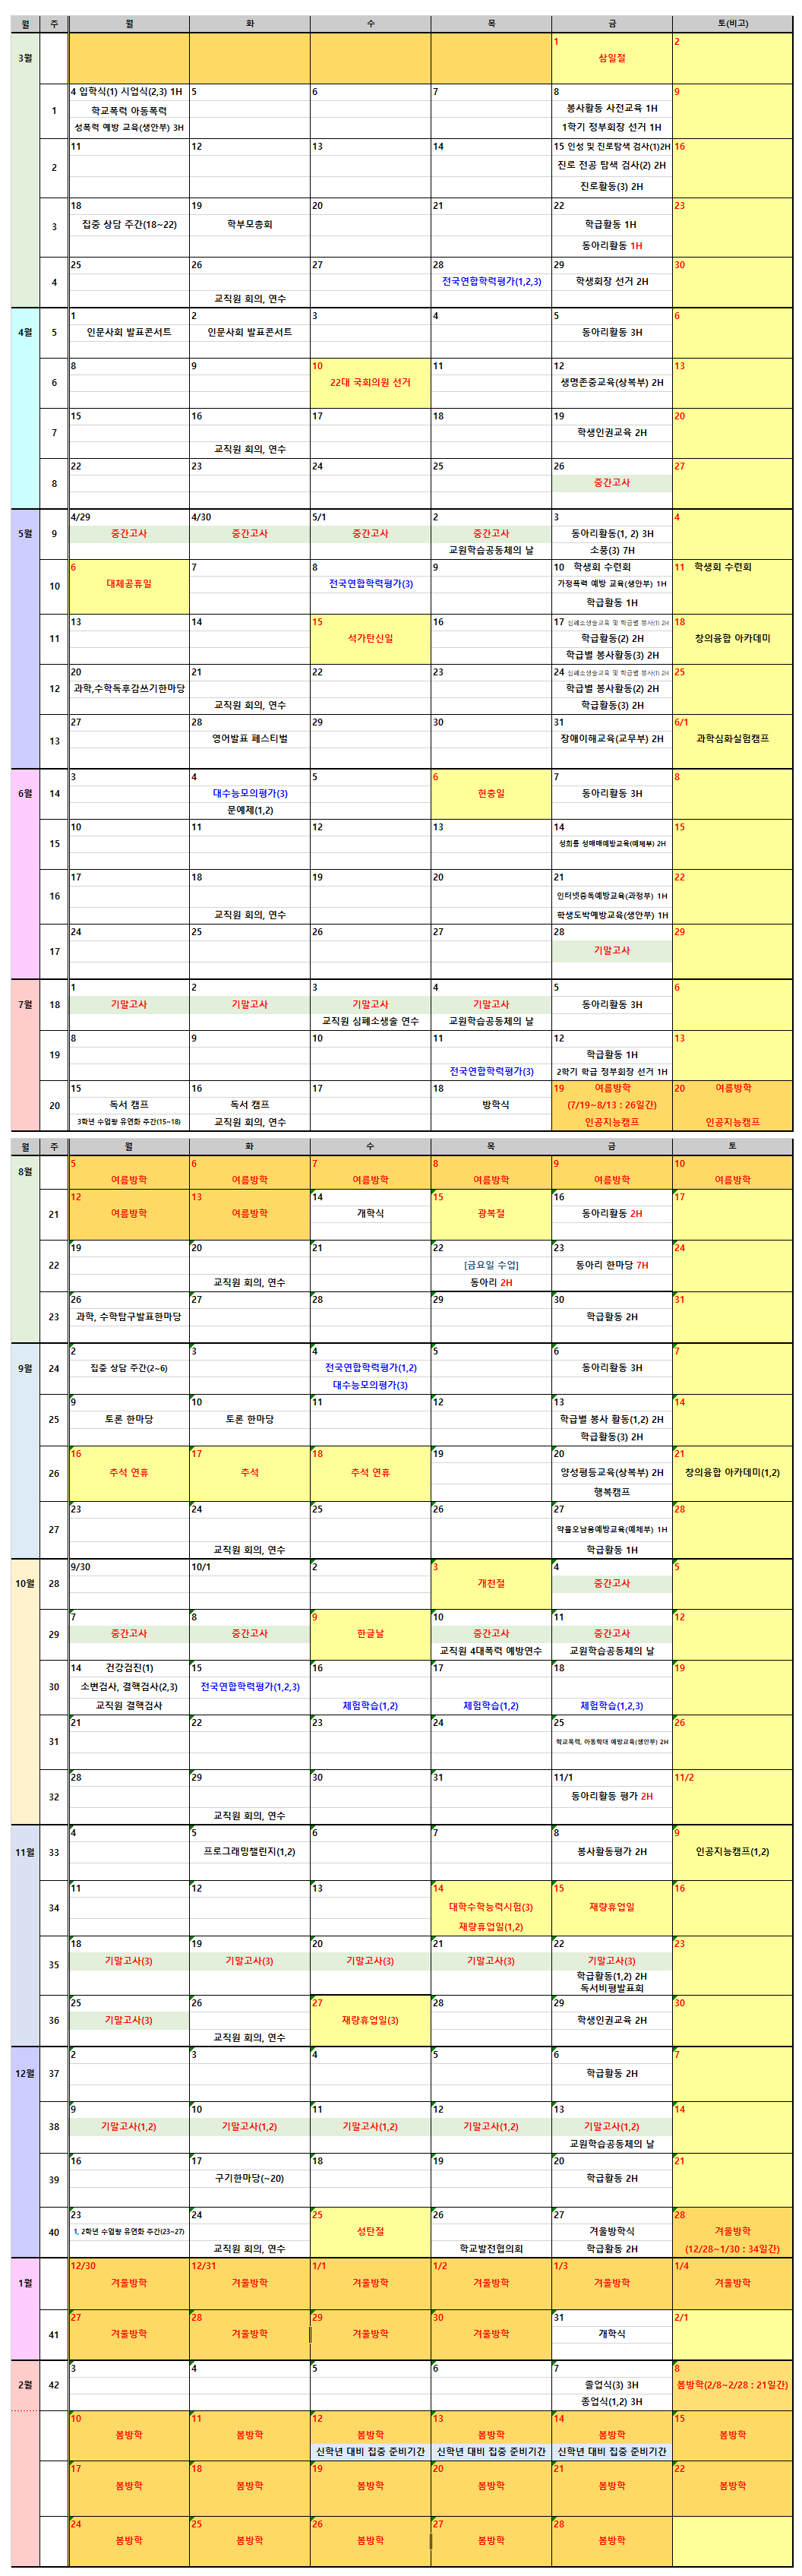 월 주 월 화 수 목 금 토(비고)
1 2
3월 삼일절
4 입학식(1) 시업식(2,3) 1H 5 6 7 8 9
1 학교폭력 아동폭력 봉사활동 사전교육 1H
성폭력 예방 교육(생안부) 3H 1학기 정부회장 선거 1H
11 12 13 14 15 인성 및 진로탐색 검사(1)2H 16
2 진로 전공 탐색 검사(2) 2H
진로활동(3) 2H
18 19 20 21 22 23
3 집중 상담 주간(18~22) 학부모총회 학급활동 1H
동아리활동 1H
25 26 27 28 29 30
4 전국연합학력평가(1,2,3) 학생회장 선거 2H
교직원 회의, 연수
1 2 3 4 5 6
4월 5 인문사회 발표콘서트 인문사회 발표콘서트 동아리활동 3H
8 9 10 11 12 13
6 22대 국회의원 선거 생명존중교육(상복부) 2H
15 16 17 18 19 20
7 학생인권교육 2H
교직원 회의, 연수
22 23 24 25 26 27
8 중간고사
4/29 4/30 5/1 2 3 4
5월 9 중간고사 중간고사 중간고사 중간고사 동아리활동(1, 2) 3H
교원학습공동체의 날 소풍(3) 7H
6 7 8 9 10 학생회 수련회 11 학생회 수련회
10 대체공휴일 전국연합학력평가(3) 가정폭력 예방 교육(생안부) 1H
학급활동 1H
13 14 15 16 17 심폐소생술교육 및 학급별 봉사(1) 2H 18
11 석가탄신일 학급활동(2) 2H 창의융합 아카데미
학급별 봉사활동(3) 2H
20 21 22 23 24 심폐소생술교육 및 학급별 봉사(1) 2H 25
12 과학,수학독후감쓰기한마당 학급별 봉사활동(2) 2H
교직원 회의, 연수 학급활동(3) 2H
27 28 29 30 31 6/1
13 영어발표 페스티벌 장애이해교육(교무부) 2H 과학심화실험캠프
3 4 5 6 7 8
6월 14 대수능모의평가(3) 현충일 동아리활동 3H
문예제(1,2)
10 11 12 13 14 15
15 성희롱 성매매예방교육(예체부) 2H
17 18 19 20 21 22
16 인터넷중독예방교육(과정부) 1H
교직원 회의, 연수 학생도박예방교육(생안부) 1H
24 25 26 27 28 29
17 기말고사
1 2 3 4 5 6
7월 18 기말고사 기말고사 기말고사 기말고사 동아리활동 3H
교직원 심폐소생술 연수 교원학습공동체의 날
8 9 10 11 12 13
19 학급활동 1H
전국연합학력평가(3) 2학기 학급 정부회장 선거 1H
15 16 17 18 19 여름방학 20 여름방학
20 독서 캠프 독서 캠프 방학식 (7/19~8/13 : 26일간)
3학년 수업량 유연화 주간(15~18) 교직원 회의, 연수 인공지능캠프 인공지능캠프
월 주 월 화 수 목 금 토
5 6 7 8 9 10
8월 여름방학 여름방학 여름방학 여름방학 여름방학 여름방학
12 13 14 15 16 17
21 여름방학 여름방학 개학식 광복절 동아리활동 2H
19 20 21 22 23 24
22 [금요일 수업] 동아리 한마당 7H
교직원 회의, 연수 동아리 2H
26 27 28 29 30 31
23 과학, 수학탐구발표한마당 학급활동 2H
2 3 4 5 6 7
9월 24 집중 상담 주간(2~6) 전국연합학력평가(1,2) 동아리활동 3H
대수능모의평가(3)
9 10 11 12 13 14
25 토론 한마당 토론 한마당 학급별 봉사 활동(1,2) 2H
학급활동(3) 2H
16 17 18 19 20 21
26 추석 연휴 추석 추석 연휴 양성평등교육(상복부) 2H 창의융합 아카데미(1,2)
행복캠프
23 24 25 26 27 28
27 약물오남용예방교육(예체부) 1H
교직원 회의, 연수 학급활동 1H
9/30 10/1 2 3 4 5
10월 28 개천절 중간고사
7 8 9 10 11 12
29 중간고사 중간고사 한글날 중간고사 중간고사
교직원 4대폭력 예방연수 교원학습공동체의 날
14 건강검진(1) 15 16 17 18 19
30 소변검사, 결핵검사(2,3) 전국연합학력평가(1,2,3)
교직원 결핵검사 체험학습(1,2) 체험학습(1,2) 체험학습(1,2,3)
21 22 23 24 25 26
31 학교폭력, 아동학대 예방교육(생안부) 2H
28 29 30 31 11/1 11/2
32 동아리활동 평가 2H
교직원 회의, 연수
4 5 6 7 8 9
11월 33 프로그래밍챌린지(1,2) 봉사활동평가 2H 인공지능캠프(1,2)
11 12 13 14 15 16
34 대학수학능력시험(3) 재량휴업일
재량휴업일(1,2)
18 19 20 21 22 23
35 기말고사(3) 기말고사(3) 기말고사(3) 기말고사(3) 기말고사(3)
학급활동(1,2) 2H
독서비평발표회
25 26 27 28 29 30
36 기말고사(3) 재량휴업일(3) 학생인권교육 2H
교직원 회의, 연수
2 3 4 5 6 7
12월 37 학급활동 2H
9 10 11 12 13 14
38 기말고사(1,2) 기말고사(1,2) 기말고사(1,2) 기말고사(1,2) 기말고사(1,2)
교원학습공동체의 날
16 17 18 19 20 21
39 구기한마당(~20) 학급활동 2H
23 24 25 26 27 28
40 1, 2학년 수업량 유연화 주간(23~27) 성탄절 겨울방학식 겨울방학
교직원 회의, 연수 학교발전협의회 학급활동 2H (12/28~1/30 : 34일간)
12/30 12/31 1/1 1/2 1/3 1/4
1월 겨울방학 겨울방학 겨울방학 겨울방학 겨울방학 겨울방학
27 28 29 30 31 2/1
41 겨울방학 겨울방학 겨울방학 겨울방학 개학식
3 4 5 6 7 8
2월 42 졸업식(3) 3H 봄방학(2/8~2/28 : 21일간)
종업식(1,2) 3H
10 11 12 13 14 15
봄방학 봄방학 봄방학 봄방학 봄방학 봄방학
신학년 대비 집중 준비기간 신학년 대비 집중 준비기간 신학년 대비 집중 준비기간
17 18 19 20 21 22
봄방학 봄방학 봄방학 봄방학 봄방학 봄방학
24 25 26 27 28
봄방학 봄방학 봄방학 봄방학 봄방학